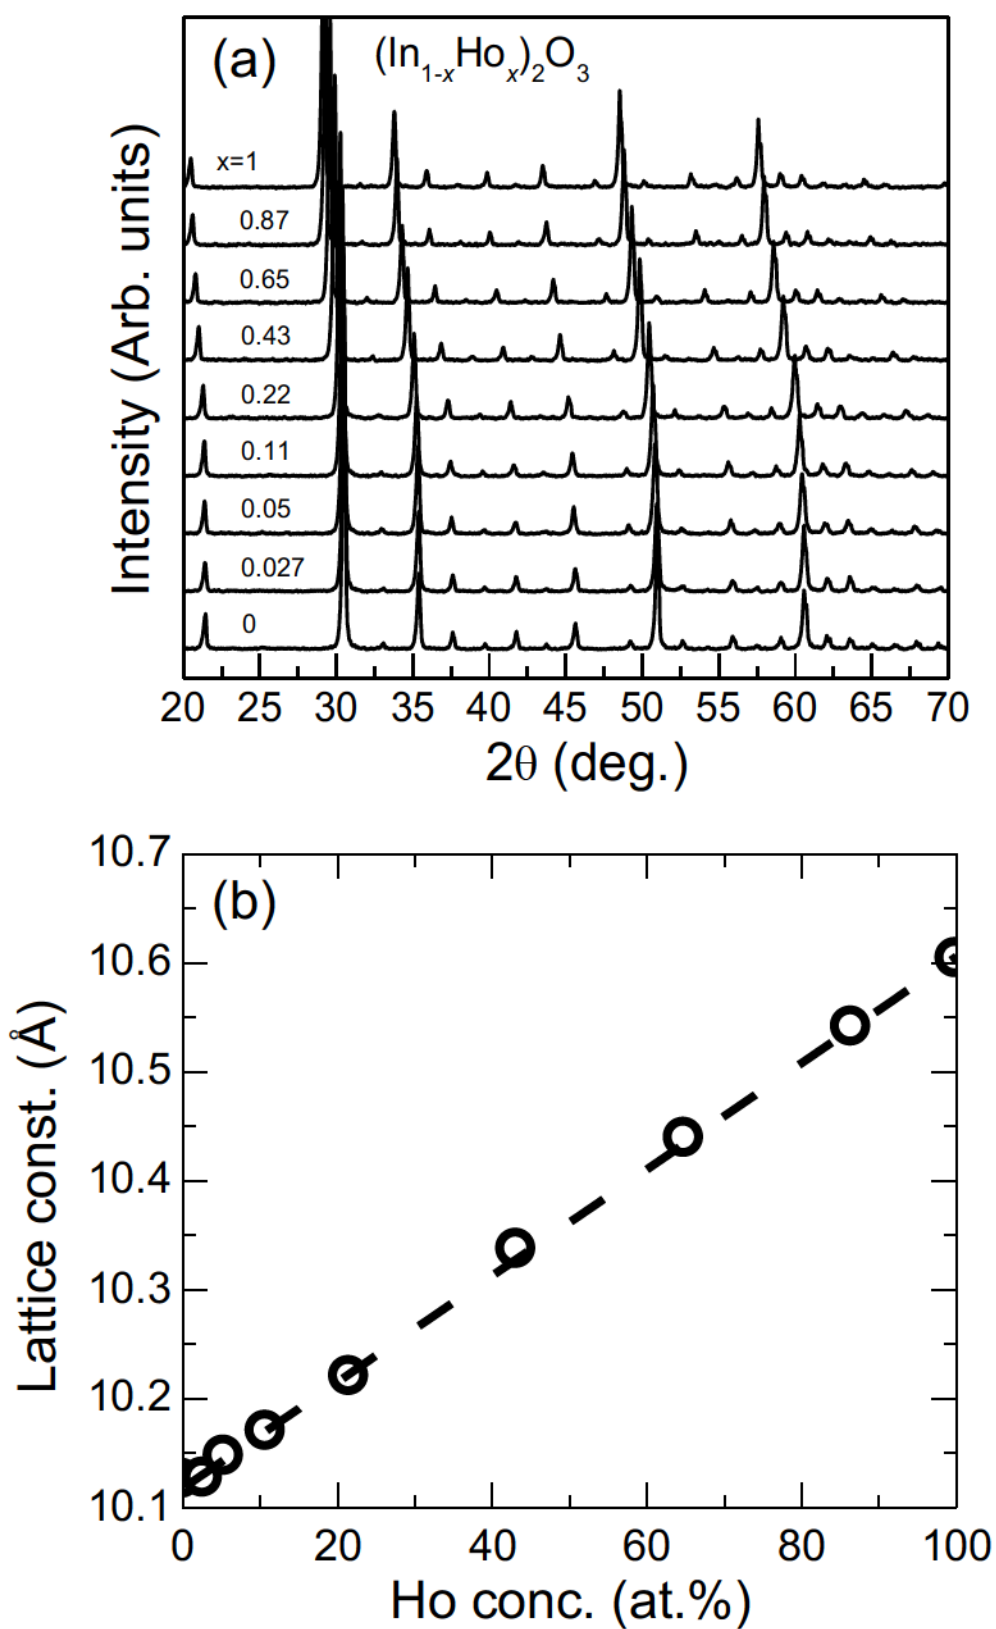 (a) (In1-xHox)2O3
Intensity (Arb. units)
x=1
0.87
0.65
0.43
0.22
0.11
0.05
0.027
0
20 25 30 35 40 45 50 55 60 65 70
2θ (deg.)
(b)
Lattice const. (Å)
10.7
10.6
10.5
10.4
10.3
10.2
10.1
0 20 40 60 80 100
Ho conc. (at.%)